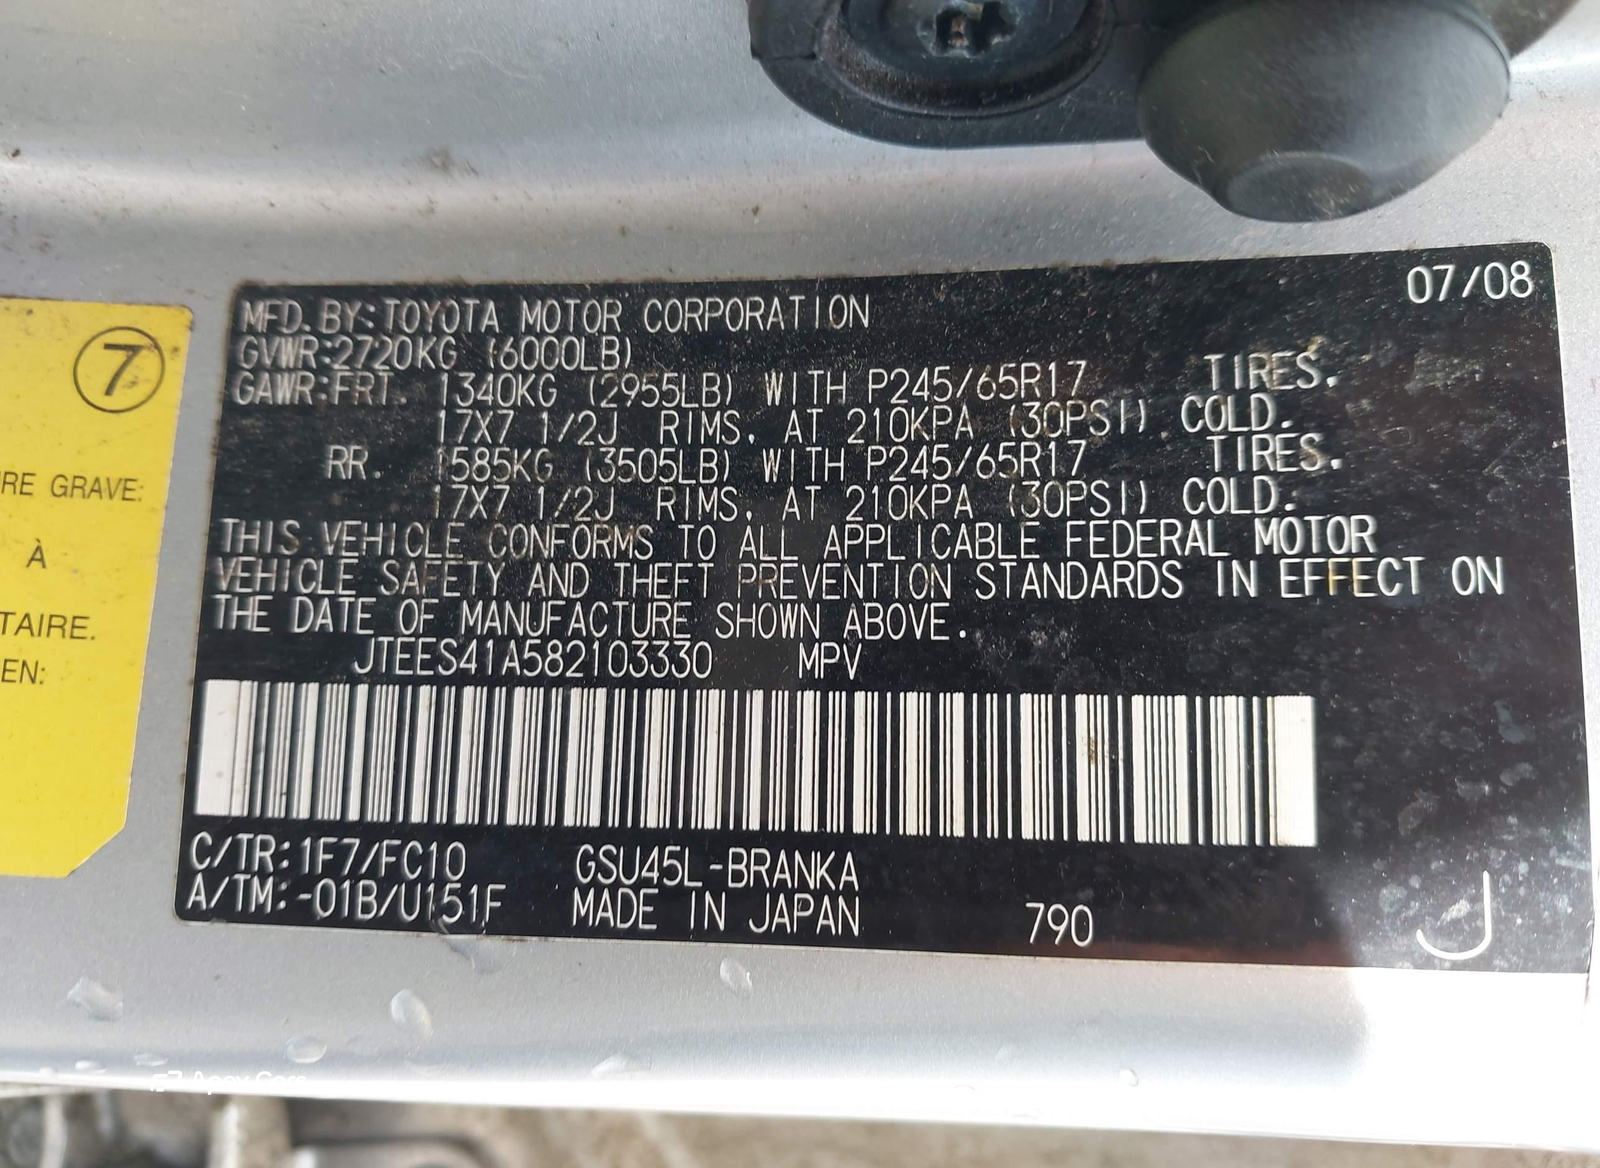 07/08
MFD. BY:TOYOTA MOTOR CORPORATION
GVWR:2720KG (6000LB)
GAWR:FRT. 1340KG (2955LB) WITH P245/65R17 TIRES.
17X7 1/2J RIMS, AT 210KPA (30PSI) COLD.
RR. 1585KG (3505LB) WITH P245/65R17 TIRES.
17X7 1/2J RIMS, AT 210KPA (30PSI) COLD.
THIS VEHICLE CONFORMS TO ALL APPLICABLE FEDERAL MOTOR
VEHICLE SAFETY AND THEFT PREVENTION STANDARDS IN EFFECT ON
THE DATE OF MANUFACTURE SHOWN ABOVE.
JTEES41A582103330 MPV
C/TR:1F7/FC10 GSU45L-BRANKA
A/TM:-01B/U151F MADE IN JAPAN 790 J
7
RE GRAVE:
À
TAIRE.
EN:
Apex Cars